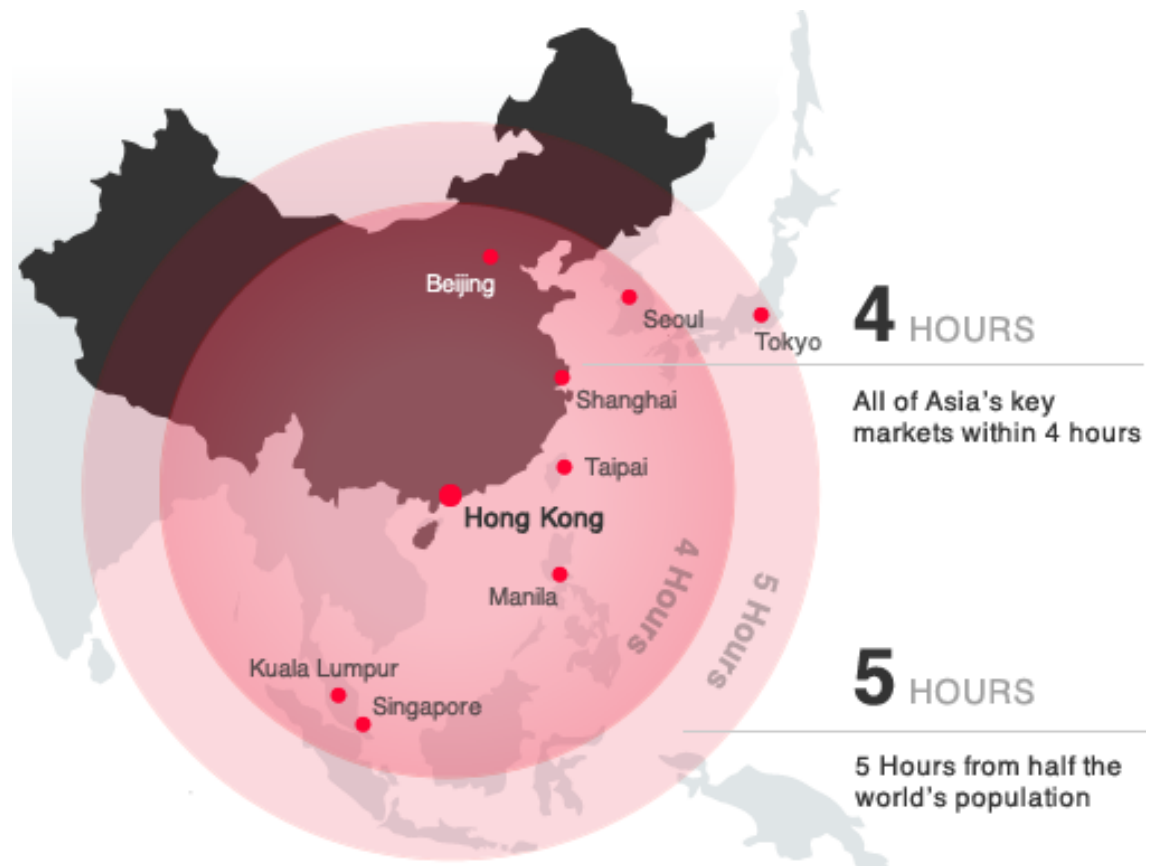 Beijing
Seoul
Tokyo
Shanghai
Taipai
Hong Kong
Manila
Kuala Lumpur
Singapore
4 Hours
5 Hours
4 HOURS
All of Asia's key
markets within 4 hours
5 HOURS
5 Hours from half the
world's population